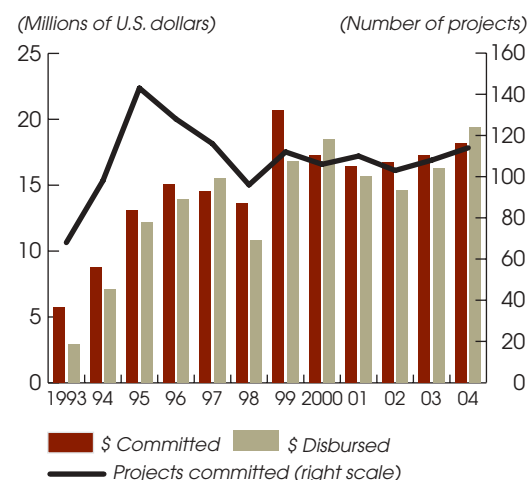 (Millions of U.S. dollars) (Number of projects)
25 160
140
20 120
15 100
80
10 60
5 40
20
0 0
1993 94 95 96 97 98 99 2000 01 02 03 04
$ Committed $ Disbursed
Projects committed (right scale)